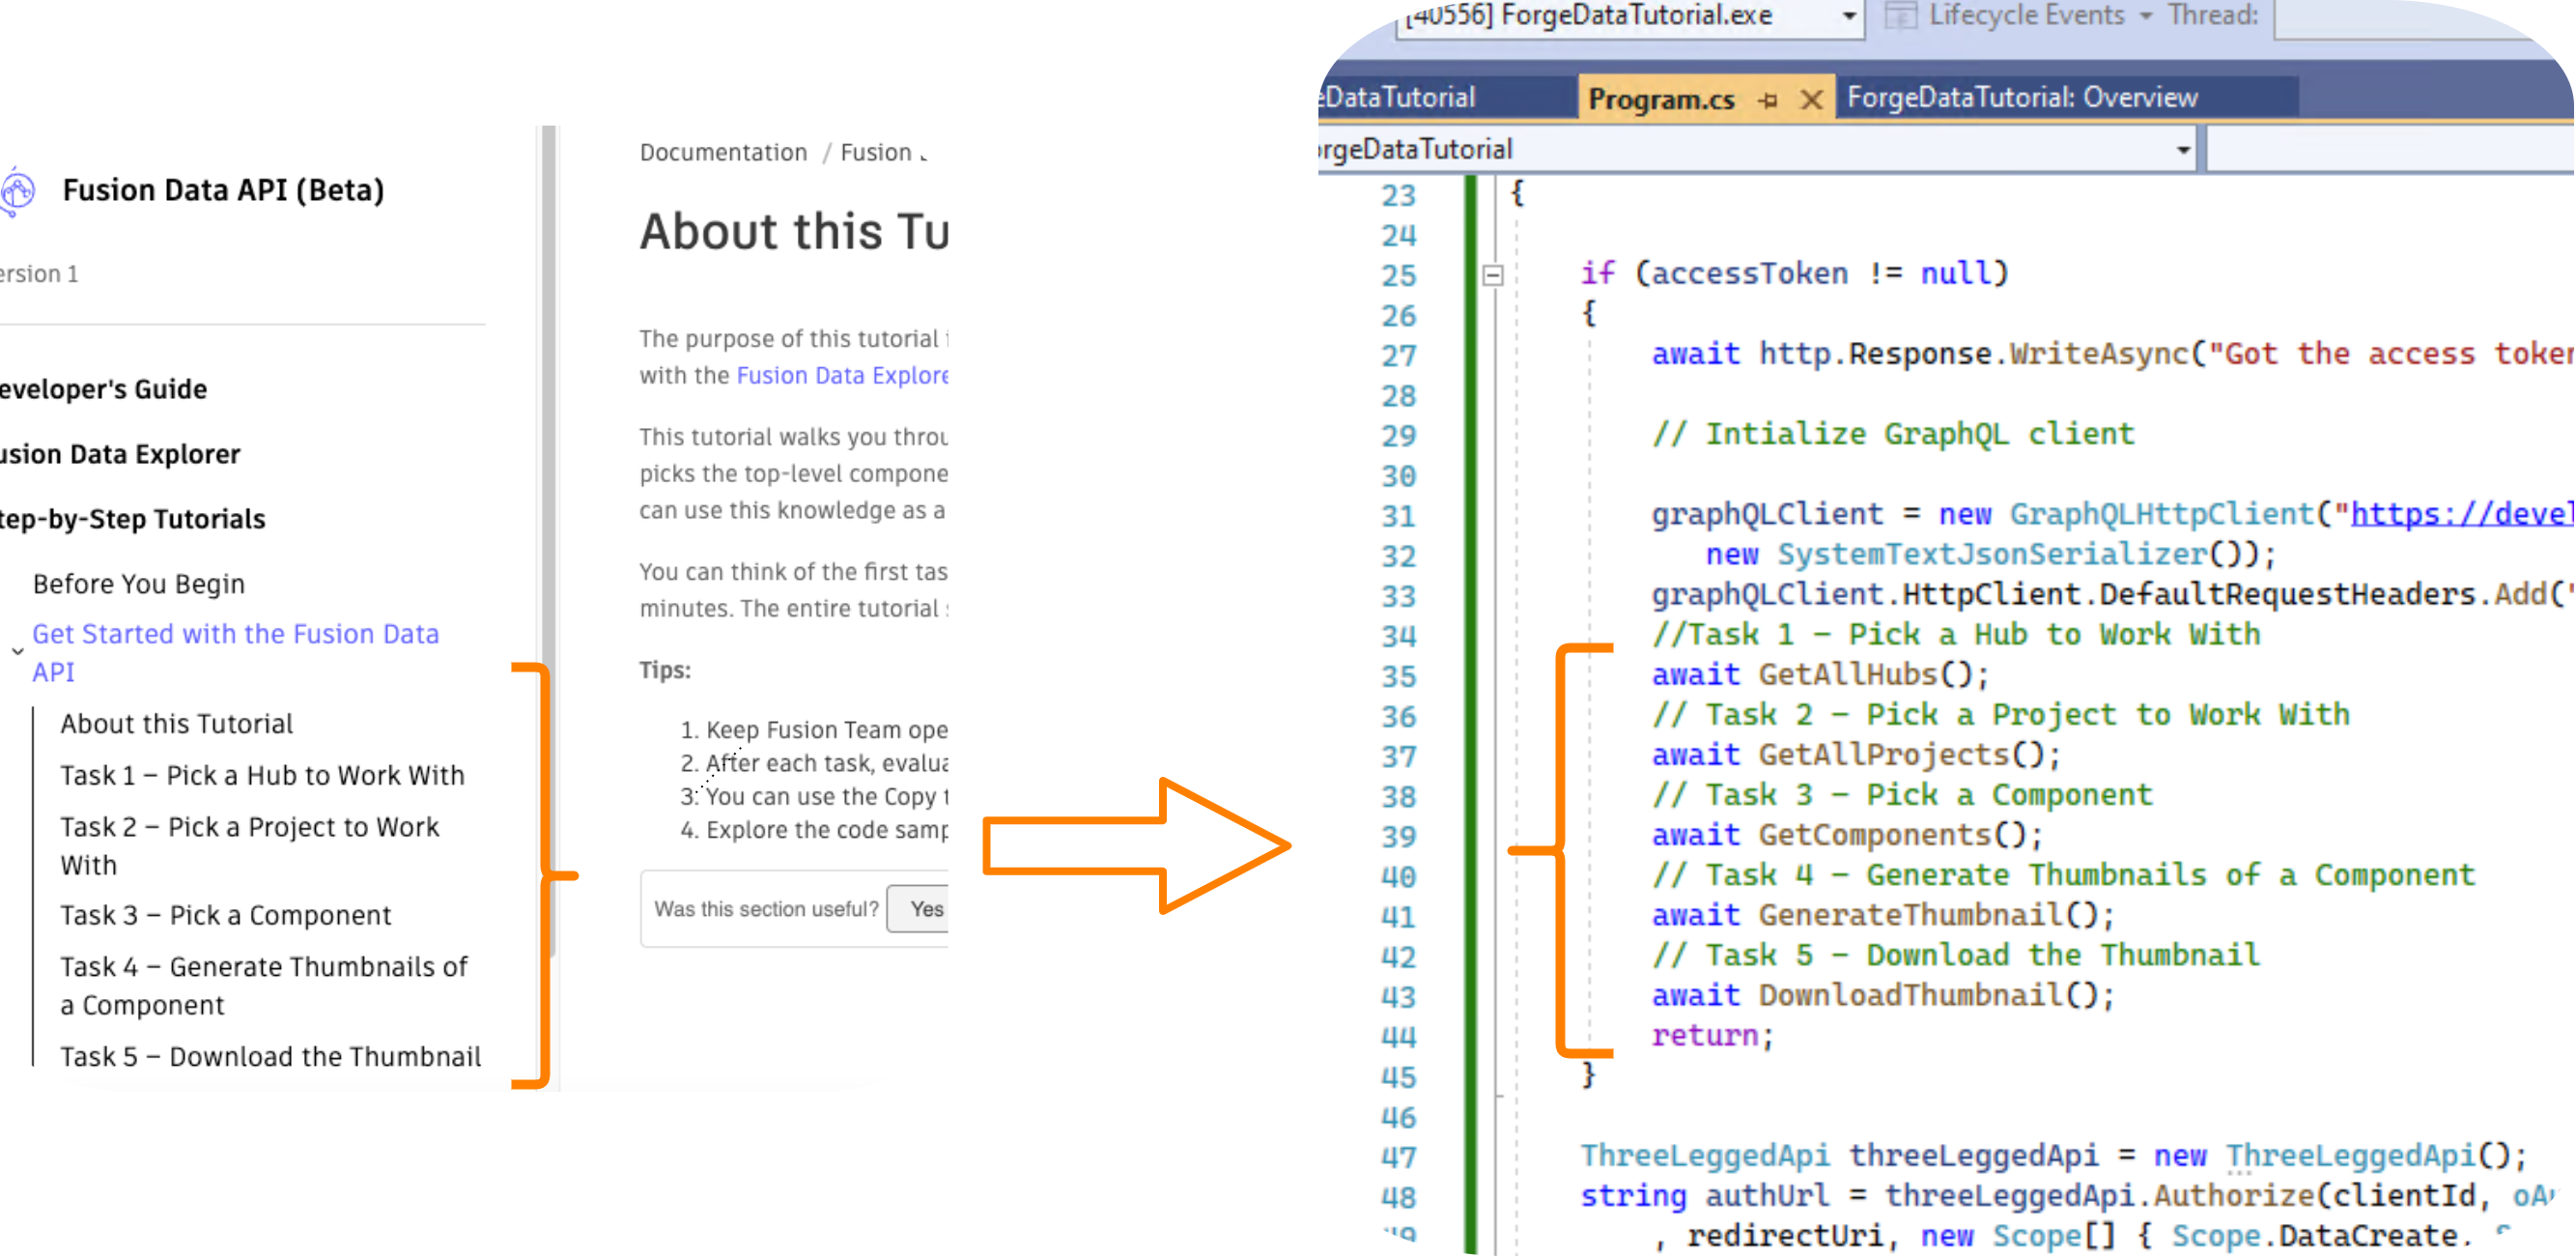 Fusion Data API (Beta)
ersion 1
eveloper's Guide
usion Data Explorer
tep-by-Step Tutorials
Before You Begin
Get Started with the Fusion Data
API
About this Tutorial
Task 1 – Pick a Hub to Work With
Task 2 – Pick a Project to Work
With
Task 3 – Pick a Component
Task 4 – Generate Thumbnails of
a Component
Task 5 – Download the Thumbnail
Documentation / Fusion
About this Tu
The purpose of this tutorial i
with the Fusion Data Explore
This tutorial walks you throu
picks the top-level compone
can use this knowledge as a
You can think of the first tas
minutes. The entire tutorial
Tips:
1. Keep Fusion Team ope
2. After each task, evalua
3. You can use the Copy t
4. Explore the code samp
Was this section useful? Yes
[40556] ForgeDataTutorial.exe Lifecycle Events Thread:
eDataTutorial Program.cs ForgeDataTutorial: Overview
orgeDataTutorial
23 {
24
25 if (accessToken != null)
26 {
27 await http.Response.WriteAsync("Got the access token
28
29 // Intialize GraphQL client
30
31 graphQLClient = new GraphQLHttpClient("https://devel
32 new SystemTextJsonSerializer());
33 graphQLClient.HttpClient.DefaultRequestHeaders.Add("
34 //Task 1 – Pick a Hub to Work With
35 await GetAllHubs();
36 // Task 2 – Pick a Project to Work With
37 await GetAllProjects();
38 // Task 3 – Pick a Component
39 await GetComponents();
40 // Task 4 – Generate Thumbnails of a Component
41 await GenerateThumbnail();
42 // Task 5 – Download the Thumbnail
43 await DownloadThumbnail();
44 return;
45 }
46
47 ThreeLeggedApi threeLeggedApi = new ThreeLeggedApi();
48 string authUrl = threeLeggedApi.Authorize(clientId, oAu
, redirectUri, new Scope[] { Scope.DataCreate,